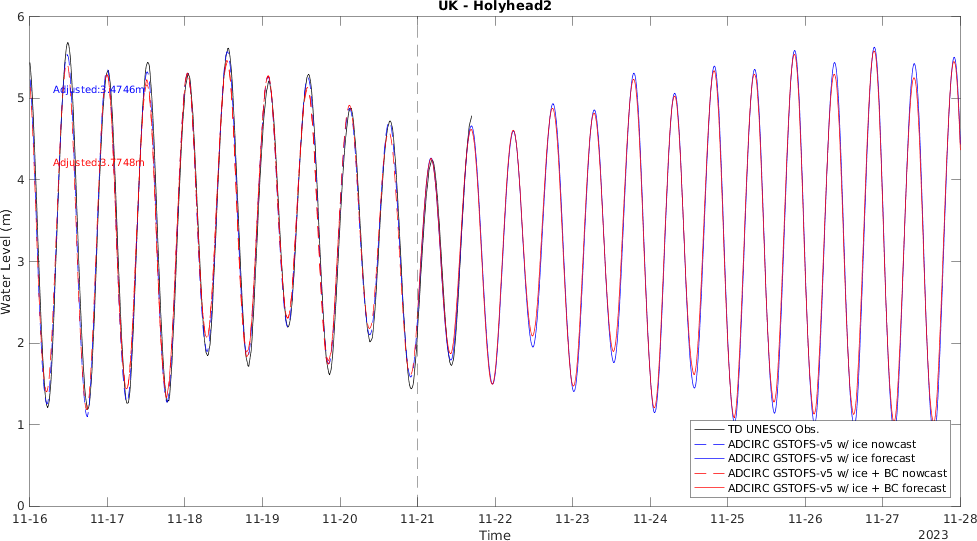 UK - Holyhead2
6
5
4
3
2
1
0
Water Level (m)
Adjusted:3.4746m
Adjusted:3.7748m
TD UNESCO Obs.
ADCIRC GSTOFS-v5 w/ ice nowcast
ADCIRC GSTOFS-v5 w/ ice forecast
ADCIRC GSTOFS-v5 w/ ice + BC nowcast
ADCIRC GSTOFS-v5 w/ ice + BC forecast
11-16 11-17 11-18 11-19 11-20 11-21 11-22 11-23 11-24 11-25 11-26 11-27 11-28
Time
2023